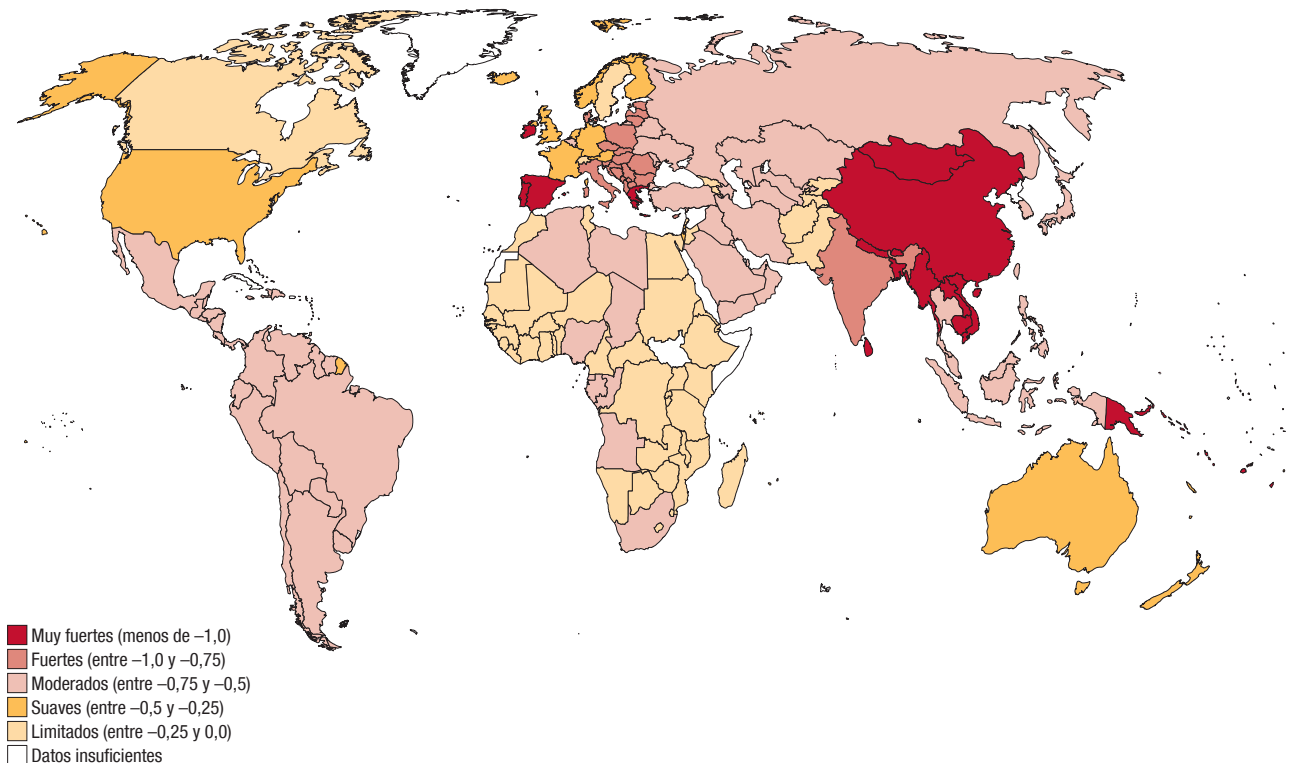 Muy fuertes (menos de –1,0)
Fuertes (entre –1,0 y –0,75)
Moderados (entre –0,75 y –0,5)
Suaves (entre –0,5 y –0,25)
Limitados (entre –0,25 y 0,0)
Datos insuficientes